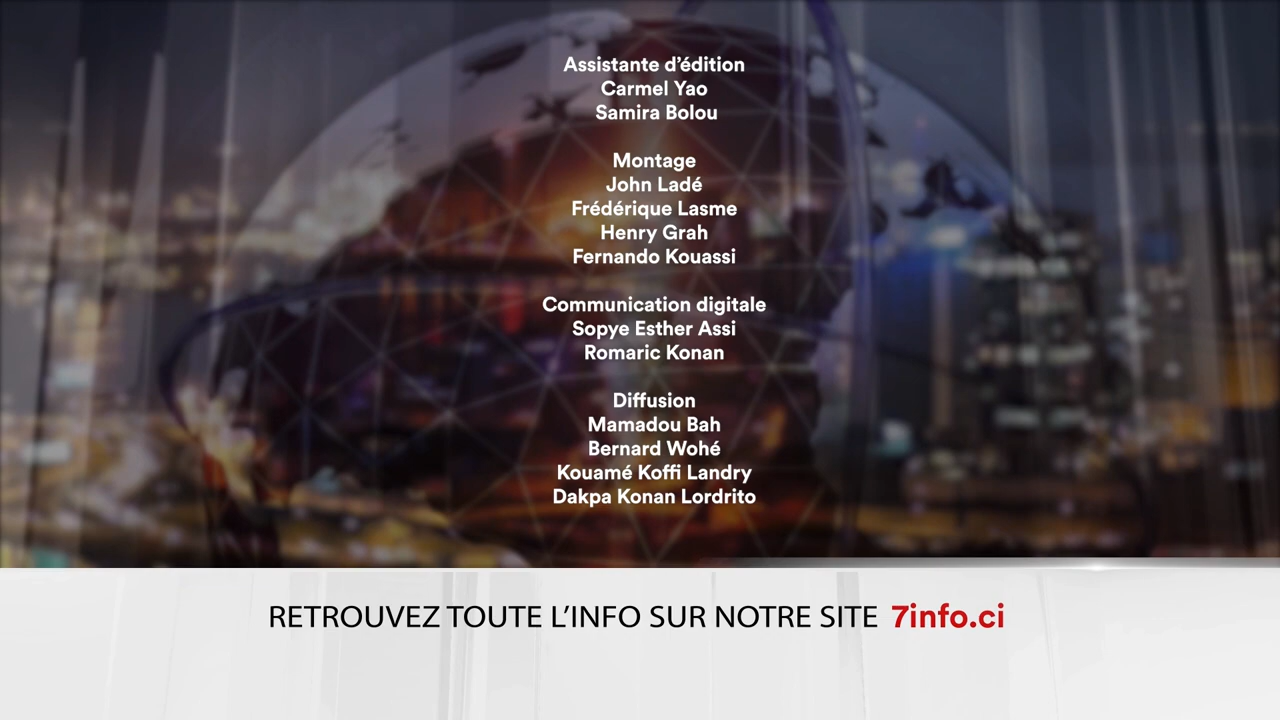 Assistante d’édition
Carmel Yao
Samira Bolou
Montage
John Ladé
Frédérique Lasme
Henry Grah
Fernando Kouassi
Communication digitale
Sopye Esther Assi
Romaric Konan
Diffusion
Mamadou Bah
Bernard Wohé
Kouamé Koffi Landry
Dakpa Konan Lordrito
RETROUVEZ TOUTE L’INFO SUR NOTRE SITE 7info.ci